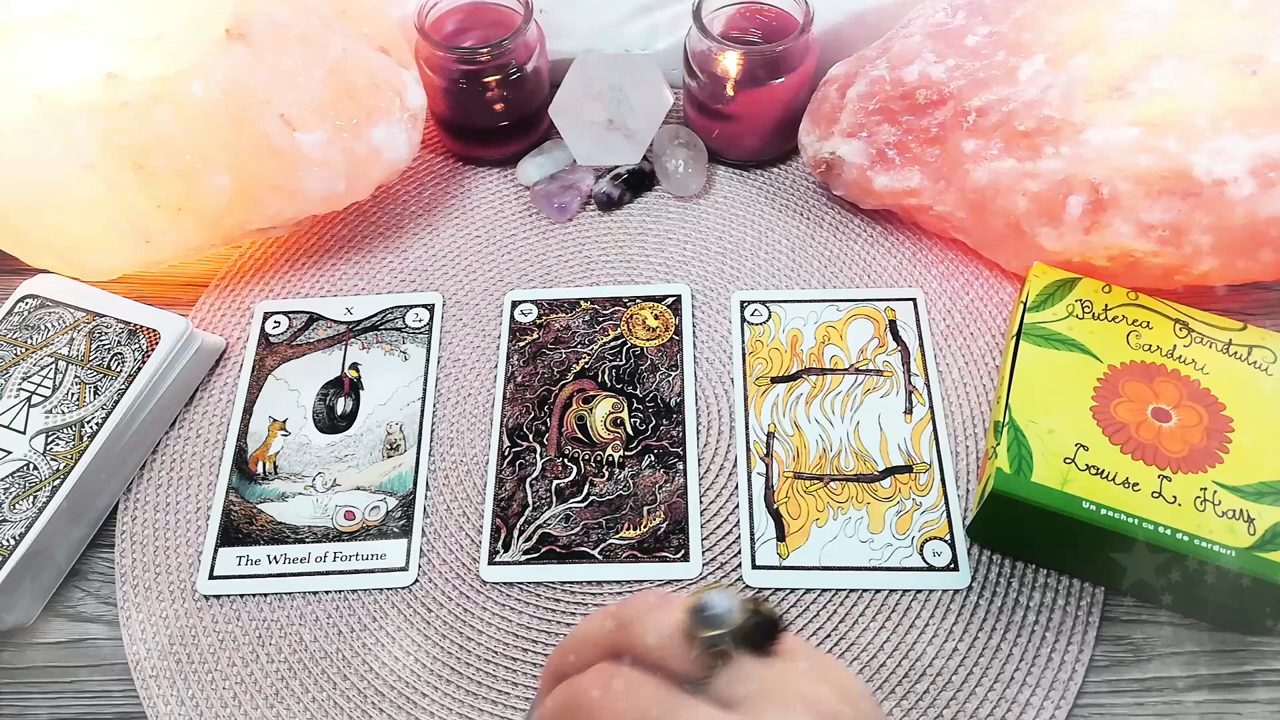 X
The Wheel of Fortune
iv
Puterea Gândului
Carduri
Louise L. Hay
Un pachet cu 64 de carduri